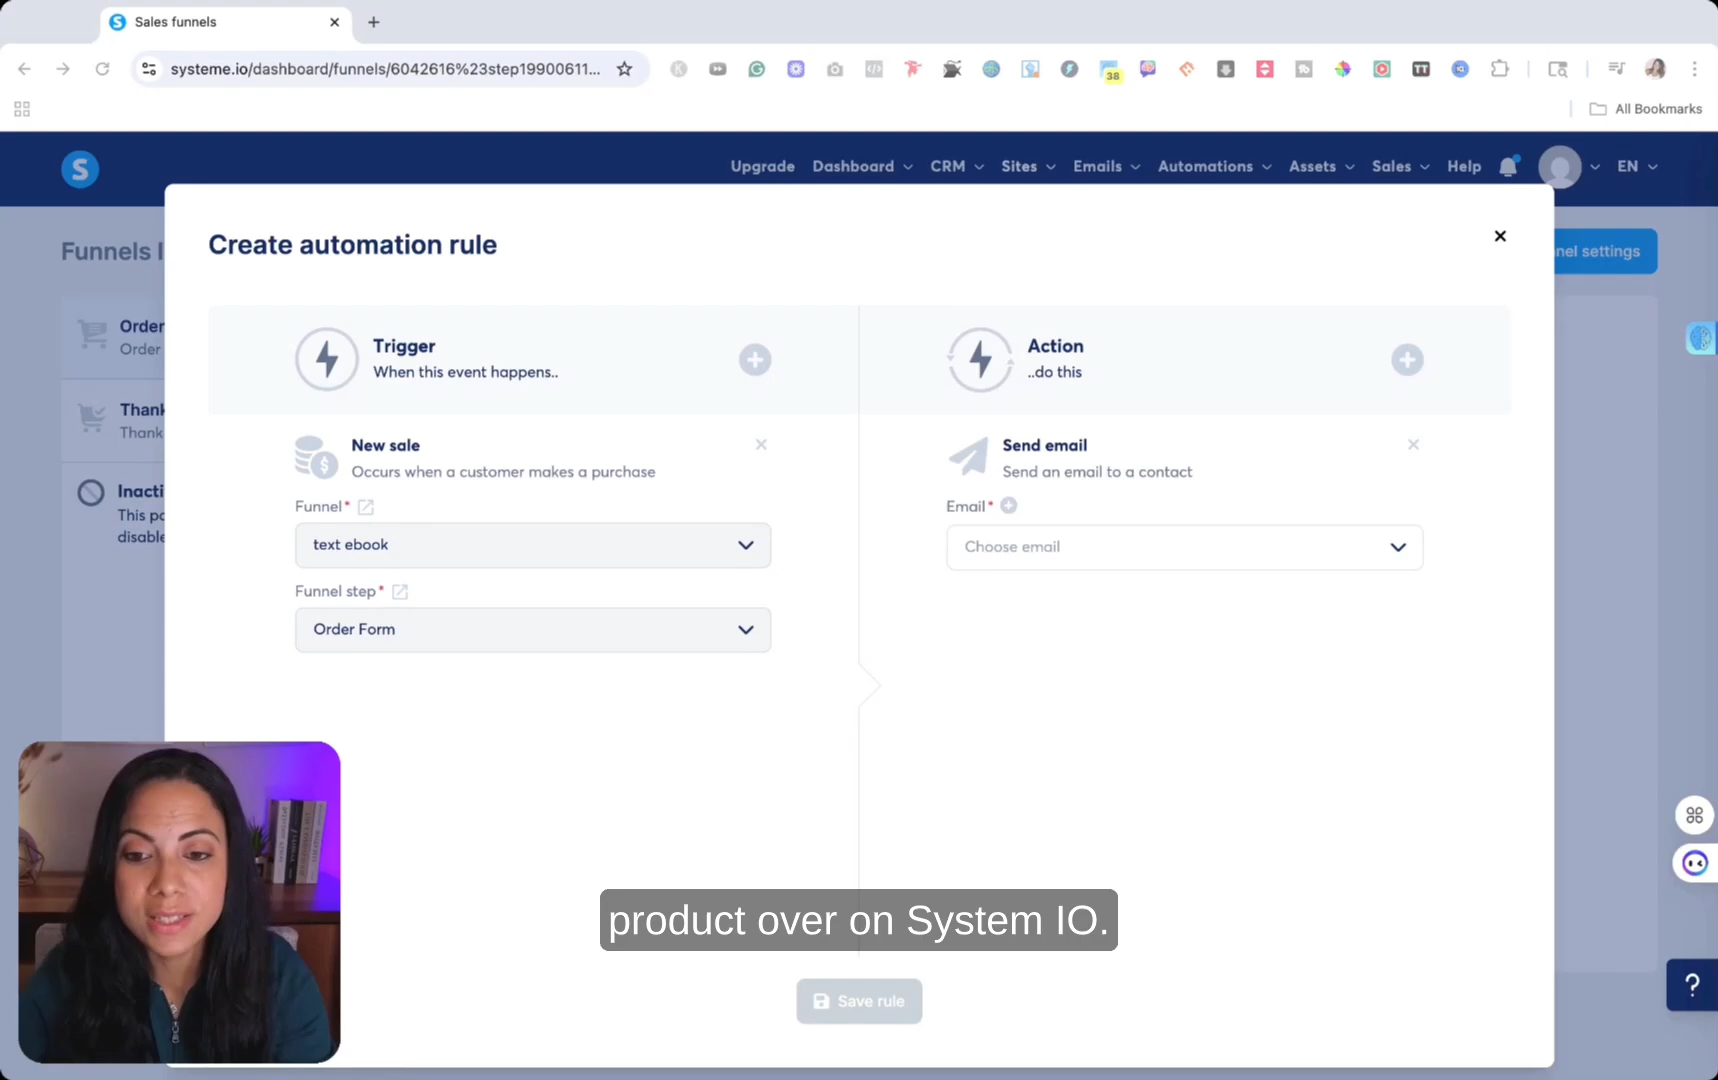 Sales funnels
systeme.io/dashboard/funnels/6042616%23step19900611...
38
TT
All Bookmarks
S
Upgrade
Dashboard
CRM
Sites
Emails
Automations
Assets
Sales
Help
EN
Funnels l
nel settings
Create automation rule
Order
Order
Thank
Thank
Inacti
This pa
disable
Trigger
When this event happens..
Action
..do this
New sale
Occurs when a customer makes a purchase
Funnel*
text ebook
Funnel step*
Order Form
Send email
Send an email to a contact
Email*
Choose email
product over on System IO.
Save rule
?